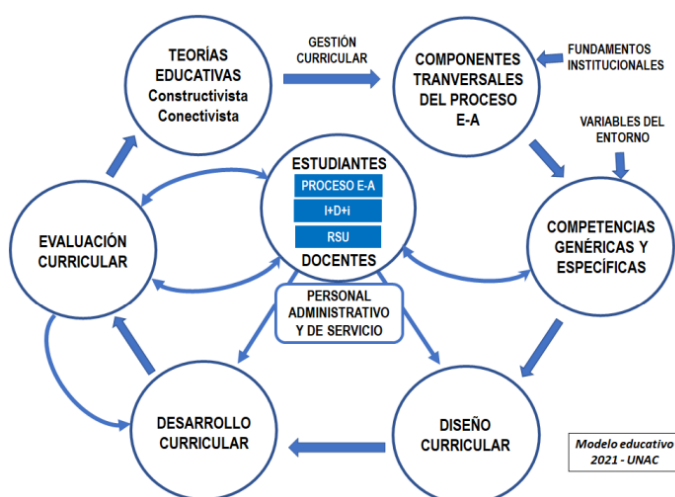 TEORÍAS
EDUCATIVAS
Constructivista
Conectivista
GESTIÓN
CURRICULAR
COMPONENTES
TRANVERSALES
DEL PROCESO
E-A
FUNDAMENTOS
INSTITUCIONALES
VARIABLES DEL
ENTORNO
ESTUDIANTES
PROCESO E-A
I+D+i
RSU
DOCENTES
PERSONAL
ADMINISTRATIVO
Y DE SERVICIO
EVALUACIÓN
CURRICULAR
COMPETENCIAS
GENÉRICAS Y
ESPECÍFICAS
DESARROLLO
CURRICULAR
DISEÑO
CURRICULAR
Modelo educativo
2021 - UNAC